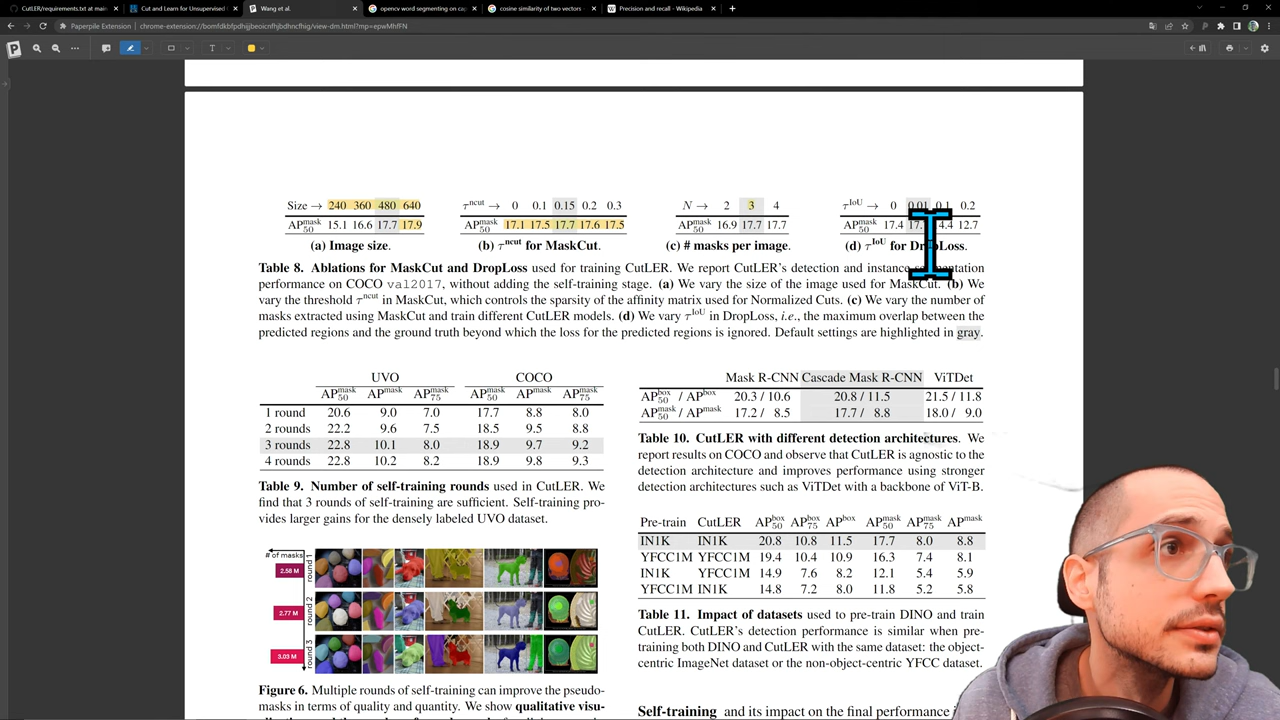 CutLER/requirements.txt at main
Cut and Learn for Unsupervised
Wang et al.
opencv word segmenting on cap
cosine similarity of two vectors -
Precision and recall - Wikipedia
Paperpile Extension
Size → 240 360 480 640
AP50mask 15.1 16.6 17.7 17.9
(a) Image size.
τncut → 0 0.1 0.15 0.2 0.3
AP50mask 17.1 17.5 17.7 17.6 17.5
(b) τncut for MaskCut.
N → 2 3 4
AP50mask 16.9 17.7 17.7
(c) # masks per image.
τIoU → 0 0.01 0.1 0.2
AP50mask 17.4 12.7
(d) τIoU for DropLoss.
Table 8. Ablations for MaskCut and DropLoss used for training CutLER. We report CutLER's detection and instance segmentation
performance on COCO val2017, without adding the self-training stage. (a) We vary the size of the image used for MaskCut. (b) We
vary the threshold τncut in MaskCut, which controls the sparsity of the affinity matrix used for Normalized Cuts. (c) We vary the number of
masks extracted using MaskCut and train different CutLER models. (d) We vary τIoU in DropLoss, i.e., the maximum overlap between the
predicted regions and the ground truth beyond which the loss for the predicted regions is ignored. Default settings are highlighted in gray.
UVO COCO
AP50mask APmask AP75mask AP50mask APmask AP75mask
1 round 20.6 9.0 7.0 17.7 8.8 8.0
2 rounds 22.2 9.6 7.5 18.5 9.5 8.8
3 rounds 22.8 10.1 8.0 18.9 9.7 9.2
4 rounds 22.8 10.2 8.2 18.9 9.8 9.3
Table 9. Number of self-training rounds used in CutLER. We
find that 3 rounds of self-training are sufficient. Self-training pro-
vides larger gains for the densely labeled UVO dataset.
# of masks
2.58 M
round 1
2.77 M
round 2
3.03 M
round 3
Figure 6. Multiple rounds of self-training can improve the pseudo-
masks in terms of quality and quantity. We show qualitative visu-
Mask R-CNN Cascade Mask R-CNN ViTDet
AP50box / APbox 20.3 / 10.6 20.8 / 11.5 21.5 / 11.8
AP50mask / APmask 17.2 / 8.5 17.7 / 8.8 18.0 / 9.0
Table 10. CutLER with different detection architectures. We
report results on COCO and observe that CutLER is agnostic to the
detection architecture and improves performance using stronger
detection architectures such as ViTDet with a backbone of ViT-B.
Pre-train CutLER AP50box AP75box APbox AP50mask AP75mask APmask
IN1K IN1K 20.8 10.8 11.5 17.7 8.0 8.8
YFCC1M YFCC1M 19.4 10.4 10.9 16.3 7.4 8.1
IN1K YFCC1M 14.9 7.6 8.2 12.1 5.4 5.9
YFCC1M IN1K 14.8 7.2 8.0 11.8 5.2 5.8
Table 11. Impact of datasets used to pre-train DINO and train
CutLER. CutLER's detection performance is similar when pre-
training both DINO and CutLER with the same dataset: the object-
centric ImageNet dataset or the non-object-centric YFCC dataset.
Self-training and its impact on the final performance